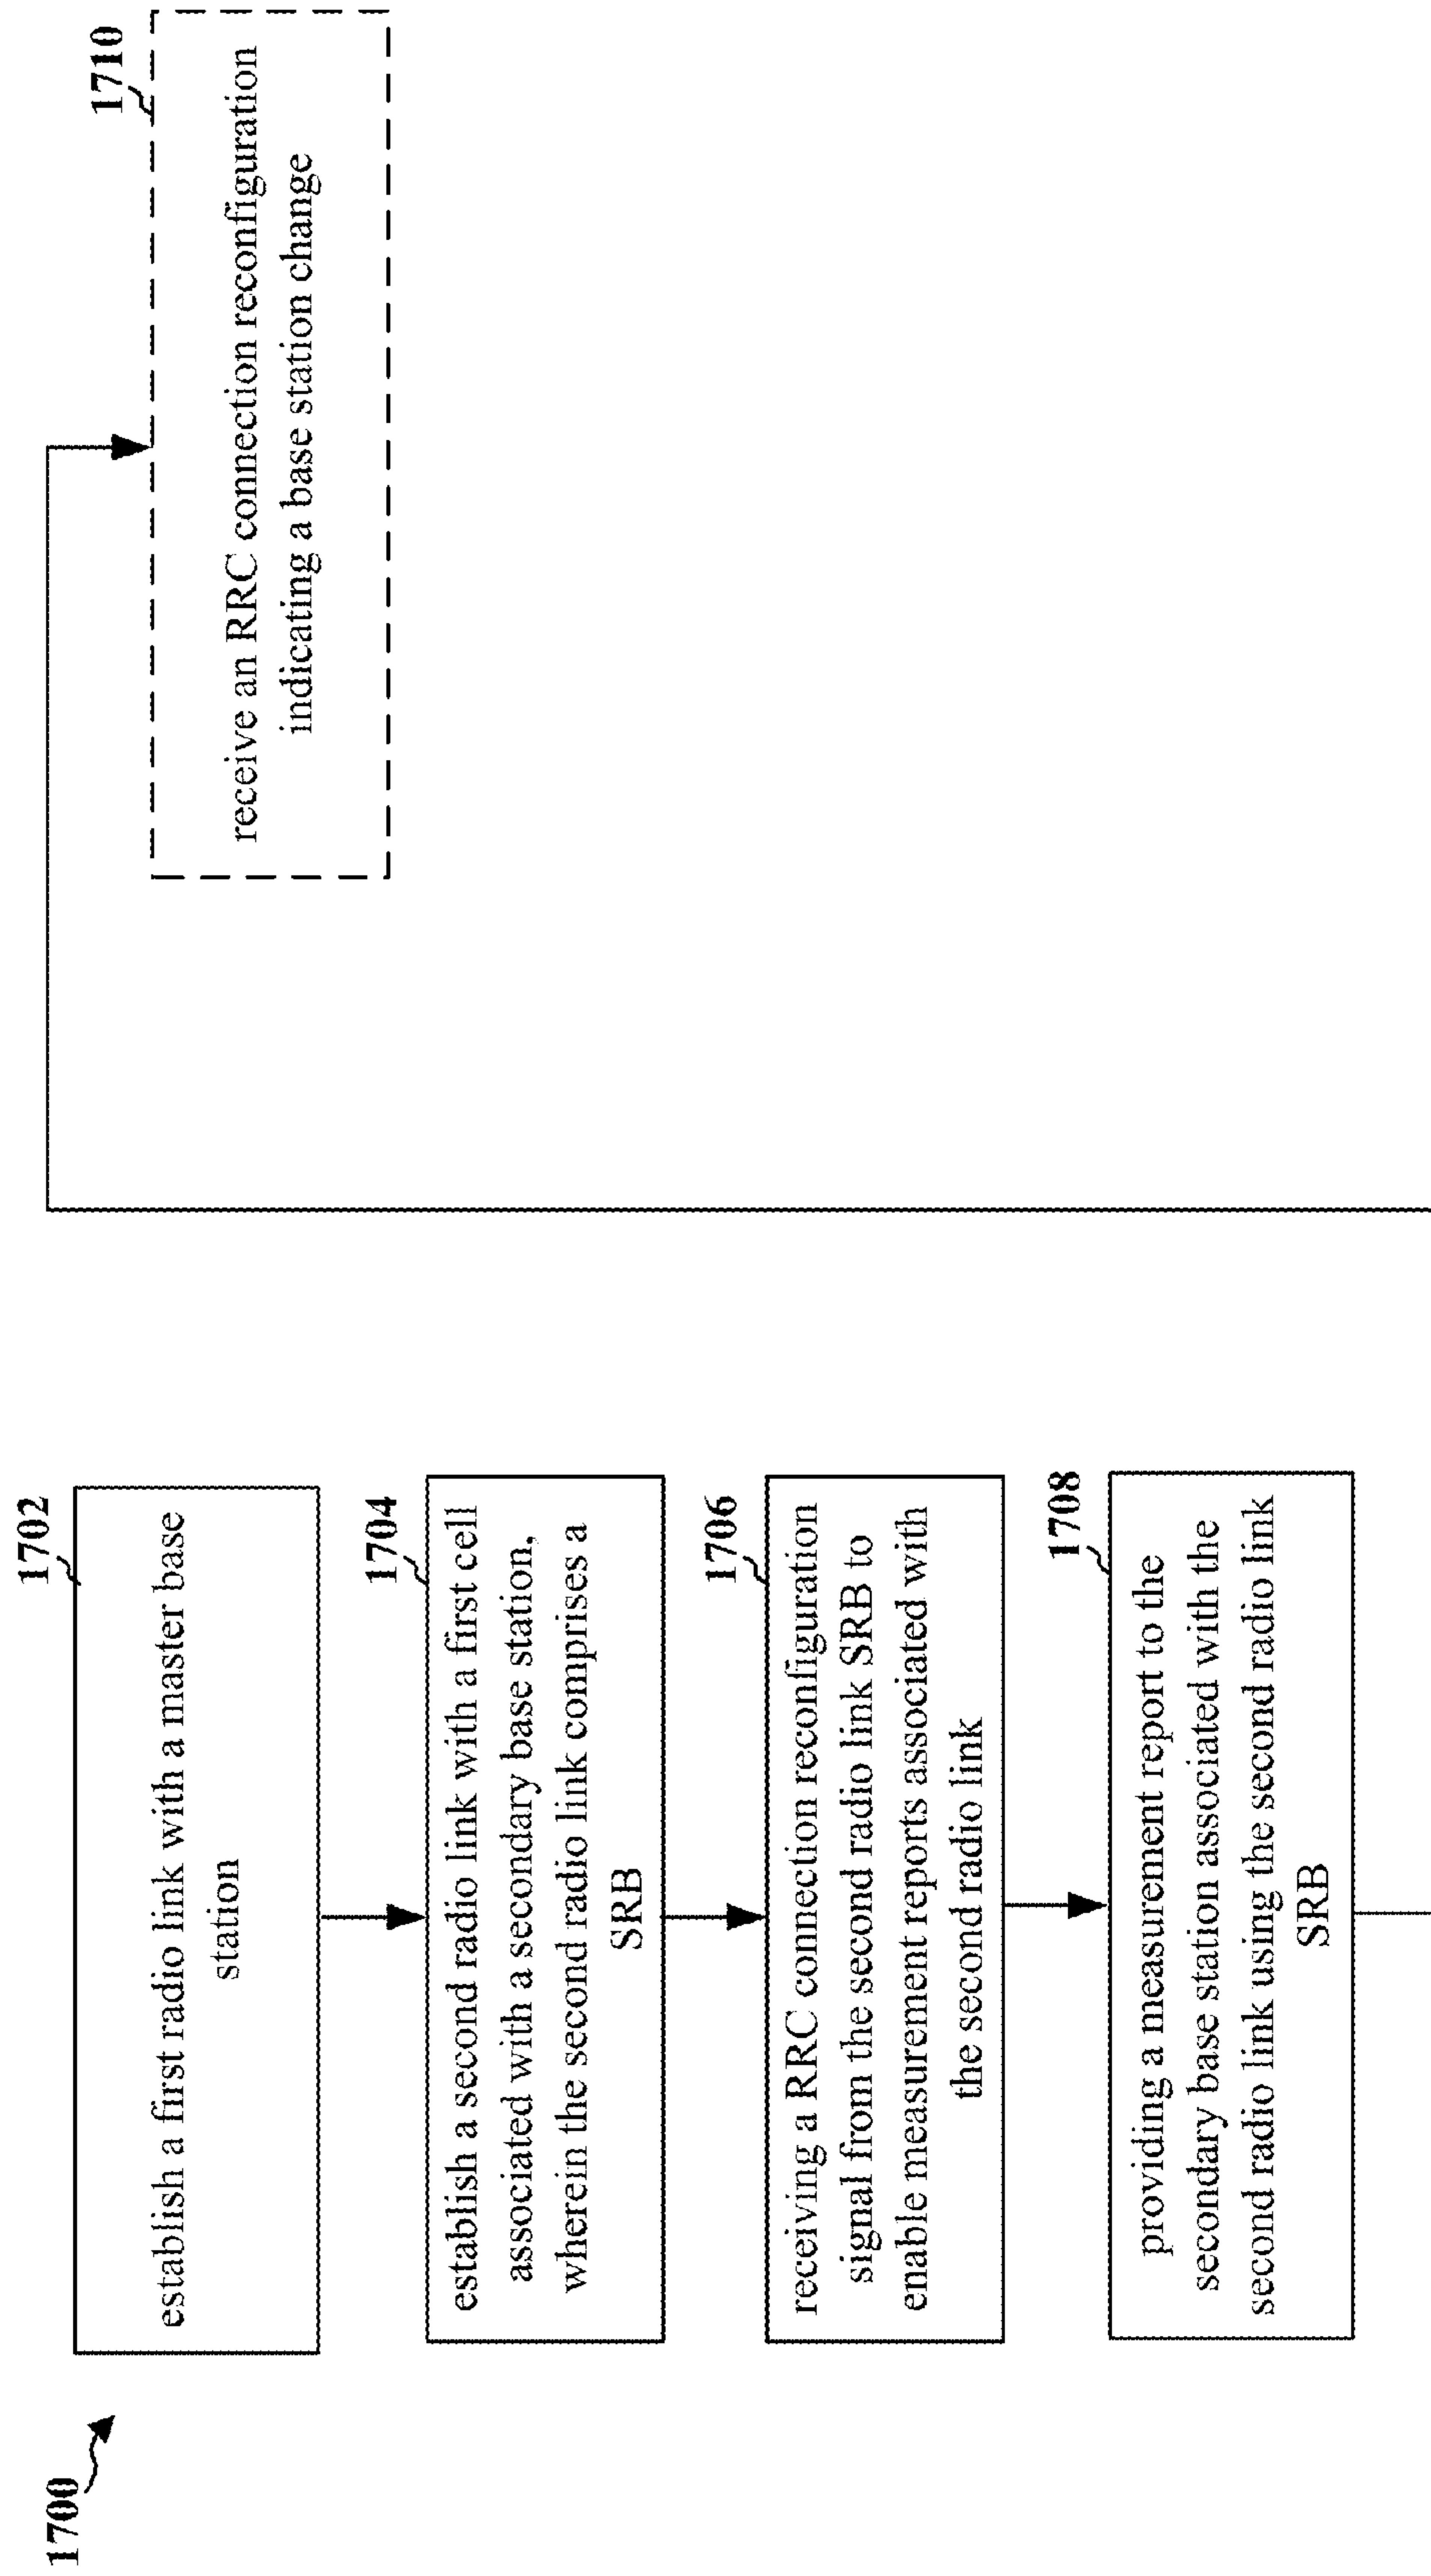 1700
1702
establish a first radio link with a master base
station
1704
establish a second radio link with a first cell
associated with a secondary base station,
wherein the second radio link comprises a
SRB
1706
receiving a RRC connection reconfiguration
signal from the second radio link SRB to
enable measurement reports associated with
the second radio link
1708
providing a measurement report to the
secondary base station associated with the
second radio link using the second radio link
SRB
1710
receive an RRC connection reconfiguration
indicating a base station change